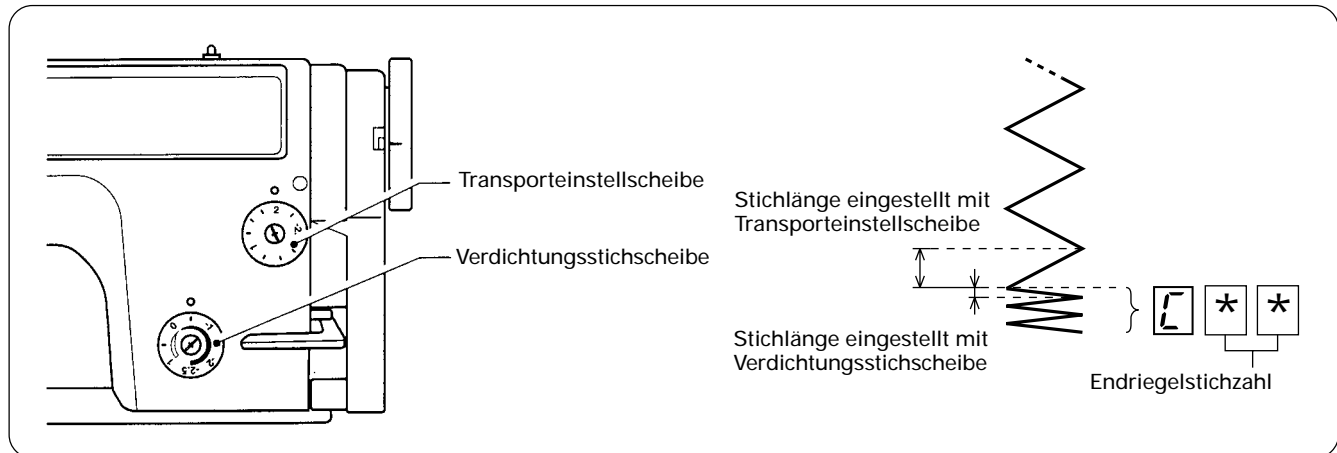 Transporteinstellscheibe
Verdichtungsstichscheibe
Stichlänge eingestellt mit
Transporteinstellscheibe
Stichlänge eingestellt mit
Verdichtungsstichscheibe
C * *
Endriegelstichzahl